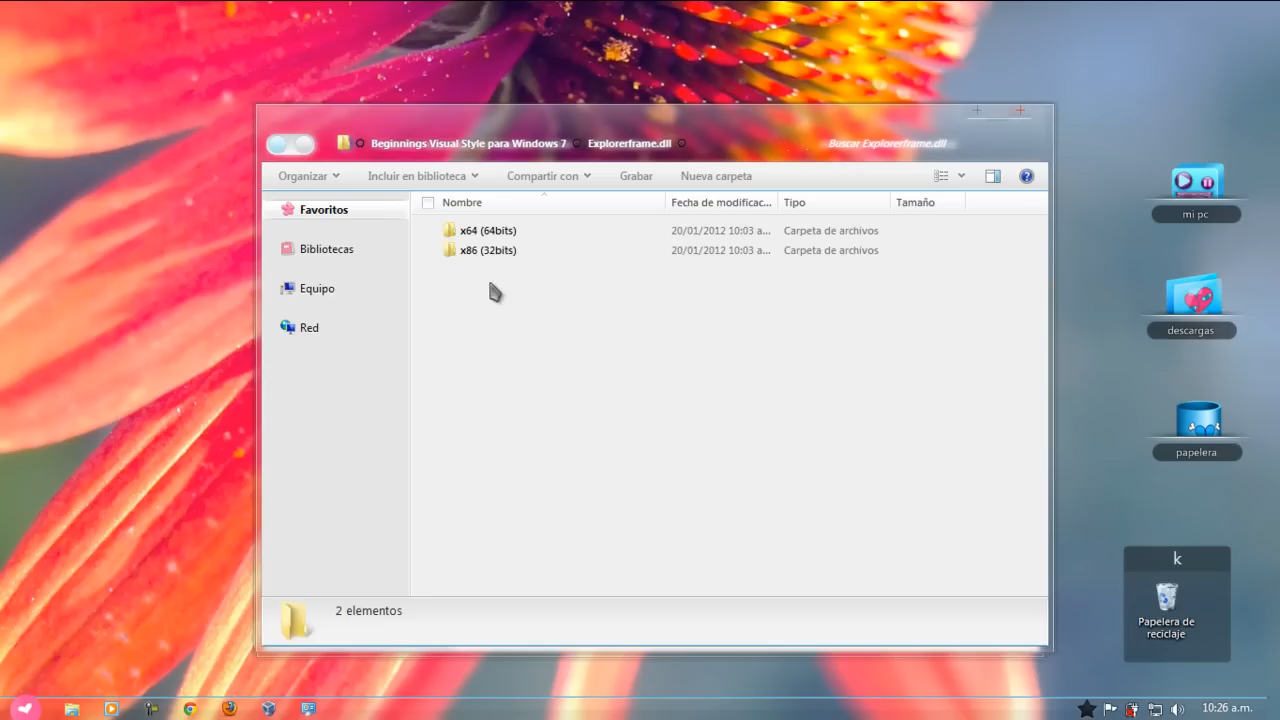 Beginnings Visual Style para Windows 7 Explorerframe.dll Buscar Explorerframe.dll
Organizar Incluir en biblioteca Compartir con Grabar Nueva carpeta
Nombre Fecha de modificac... Tipo Tamaño
Favoritos
x64 (64bits) 20/01/2012 10:03 a... Carpeta de archivos
x86 (32bits) 20/01/2012 10:03 a... Carpeta de archivos
Bibliotecas
Equipo
Red
2 elementos
mi pc
descargas
papelera
k
Papelera de
reciclaje
10:26 a.m.